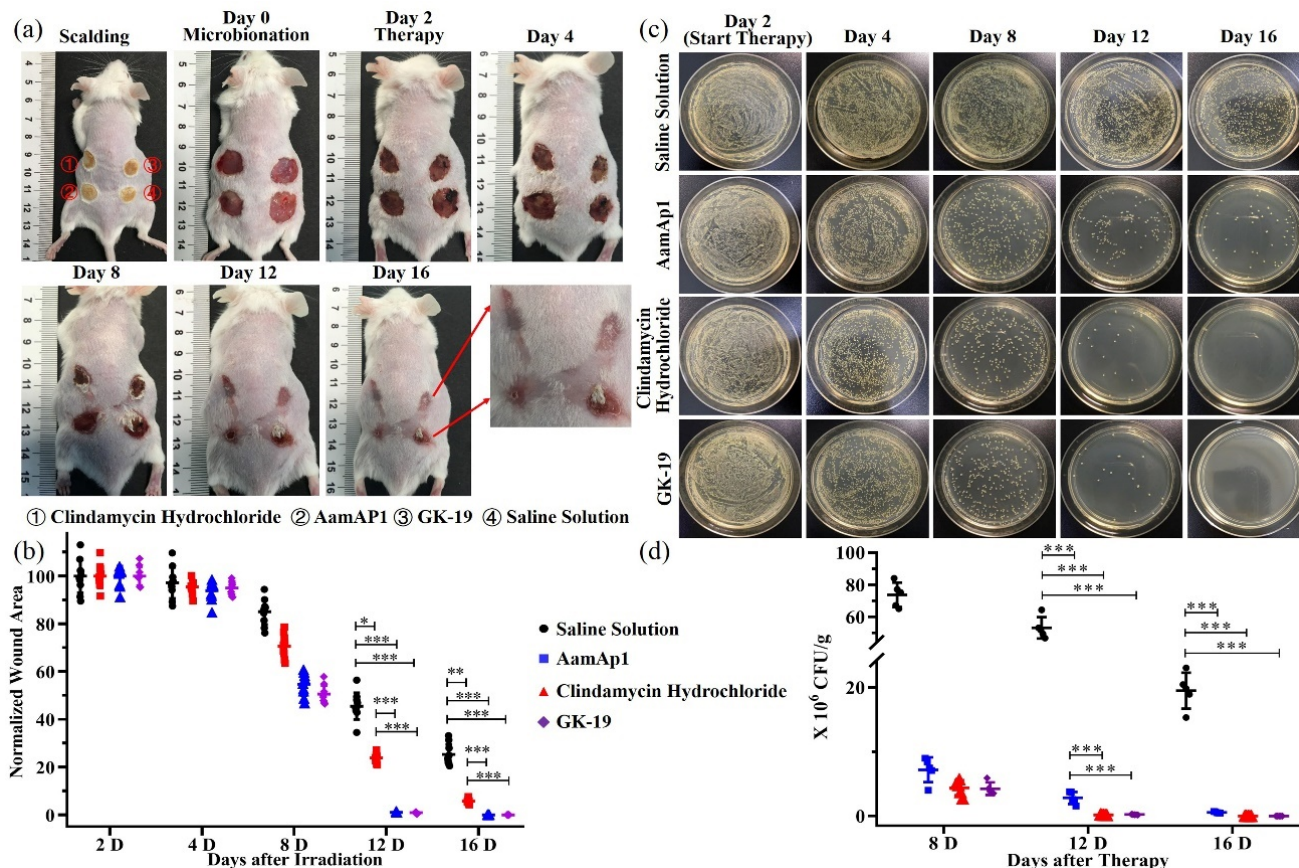 (a)
Scalding
Day 0
Microbionation
Day 2
Therapy
Day 4
① ③
② ④
Day 8
Day 12
Day 16
① Clindamycin Hydrochloride ② AamAP1 ③ GK-19 ④ Saline Solution
(b)
Normalized Wound Area
100
80
60
40
20
0
2 D
4 D
8 D
12 D
16 D
Days after Irradiation
*
***
***
***
***
**
***
***
***
***
Saline Solution
AamAp1
Clindamycin Hydrochloride
GK-19
(c)
Day 2
(Start Therapy)
Day 4
Day 8
Day 12
Day 16
Saline Solution
AamAp1
Clindamycin
Hydrochloride
GK-19
(d)
X 10⁶ CFU/g
100
80
60
20
0
8 D
12 D
16 D
Days after Therapy
***
***
***
***
***
***
***
***